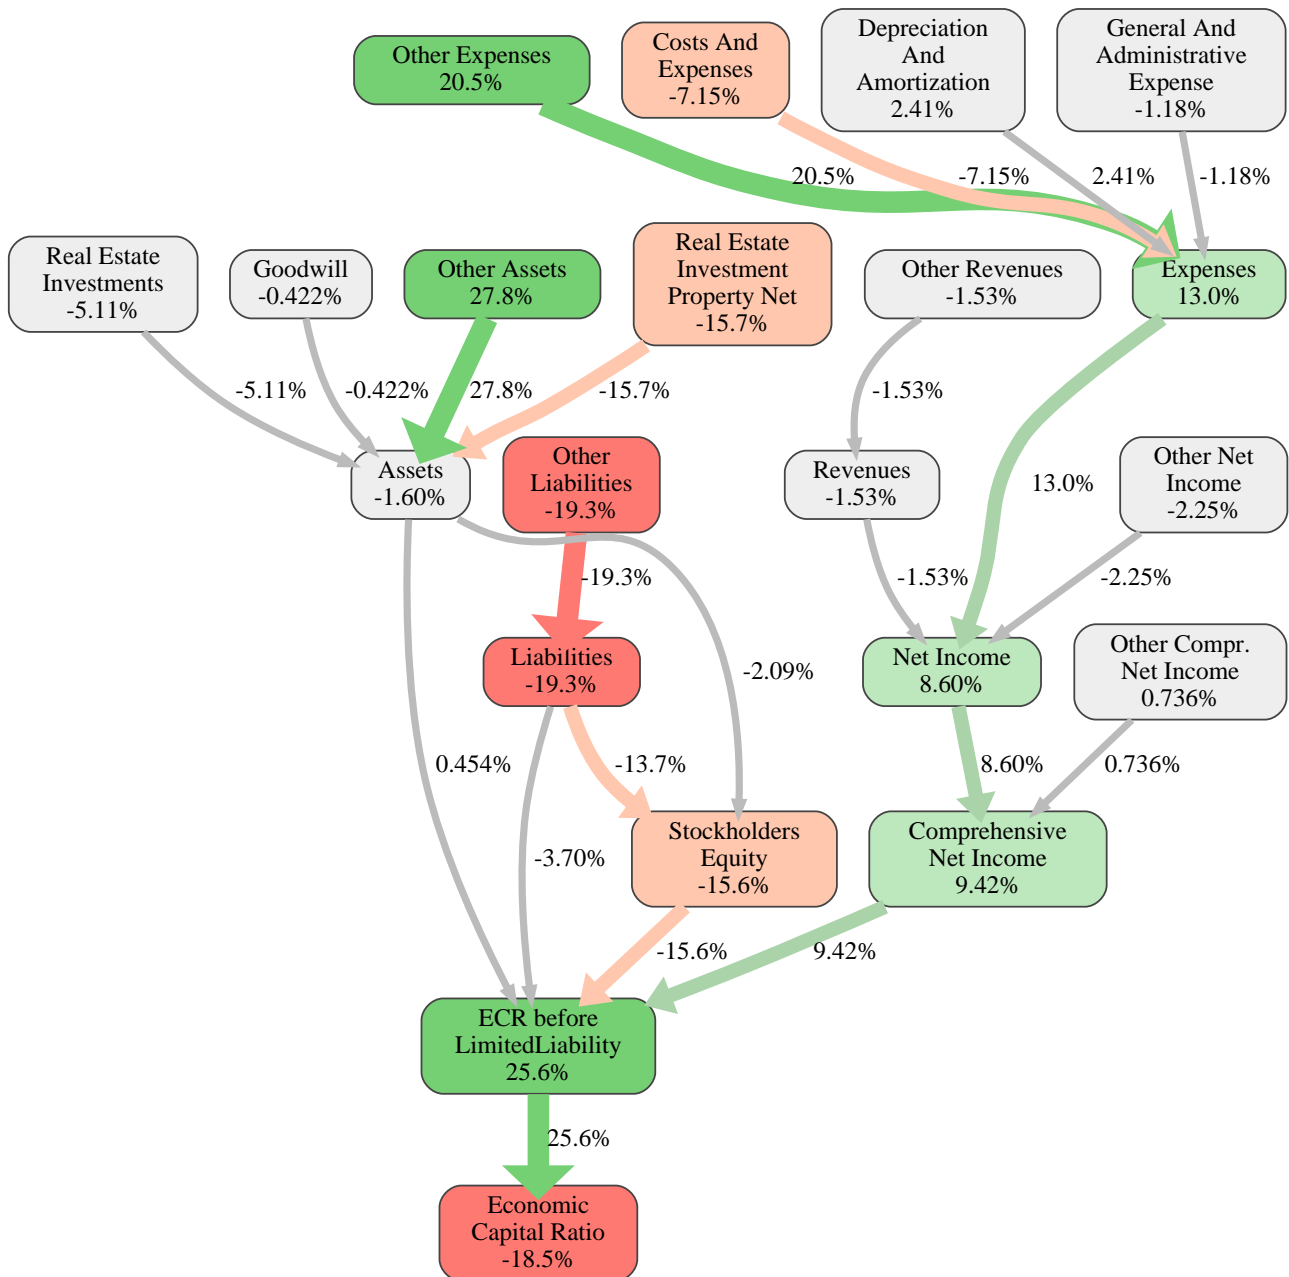 Other Expenses
20.5%
Costs And
Expenses
-7.15%
Depreciation
And
Amortization
2.41%
General And
Administrative
Expense
-1.18%
20.5%
-7.15%
2.41%
-1.18%
Real Estate
Investments
-5.11%
Goodwill
-0.422%
Other Assets
27.8%
Real Estate
Investment
Property Net
-15.7%
Other Revenues
-1.53%
Expenses
13.0%
-5.11%
-0.422%
27.8%
-15.7%
-1.53%
13.0%
Assets
-1.60%
Other
Liabilities
-19.3%
Revenues
-1.53%
Other Net
Income
-2.25%
-19.3%
-1.53%
-2.25%
Liabilities
-19.3%
-2.09%
Net Income
8.60%
Other Compr.
Net Income
0.736%
0.454%
-13.7%
8.60%
0.736%
-3.70%
Stockholders
Equity
-15.6%
Comprehensive
Net Income
9.42%
-15.6%
9.42%
ECR before
LimitedLiability
25.6%
25.6%
Economic
Capital Ratio
-18.5%